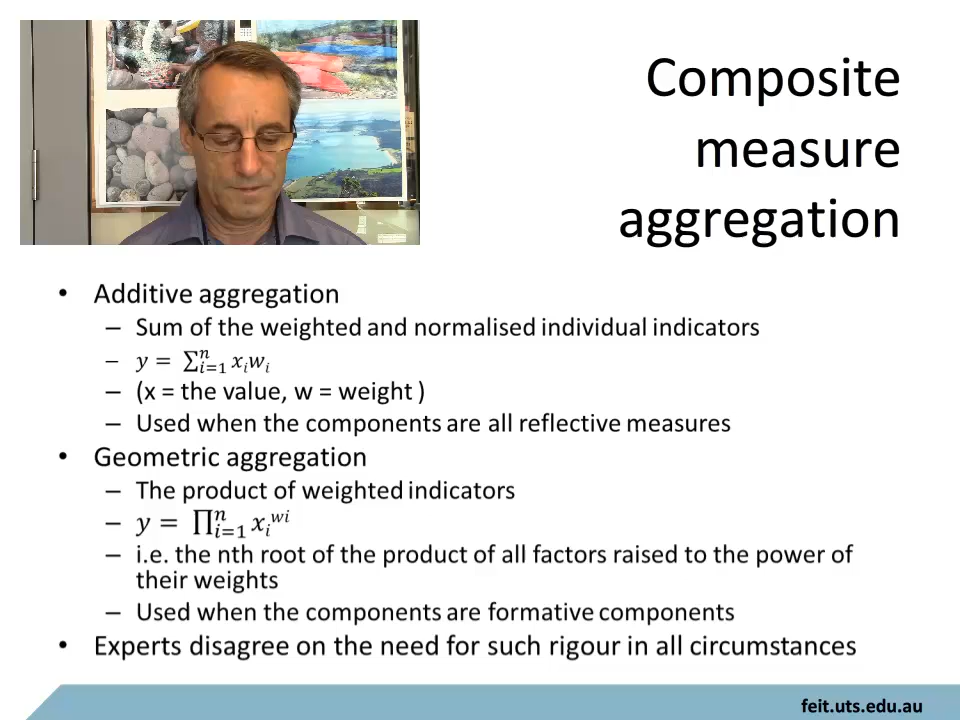 Composite
measure
aggregation
• Additive aggregation
– Sum of the weighted and normalised individual indicators
– y = ∑ⁿᵢ₌₁ xᵢwᵢ
– (x = the value, w = weight )
– Used when the components are all reflective measures
• Geometric aggregation
– The product of weighted indicators
– y = ∏ⁿᵢ₌₁ xᵢʷⁱ
– i.e. the nth root of the product of all factors raised to the power of
their weights
– Used when the components are formative components
• Experts disagree on the need for such rigour in all circumstances
feit.uts.edu.au